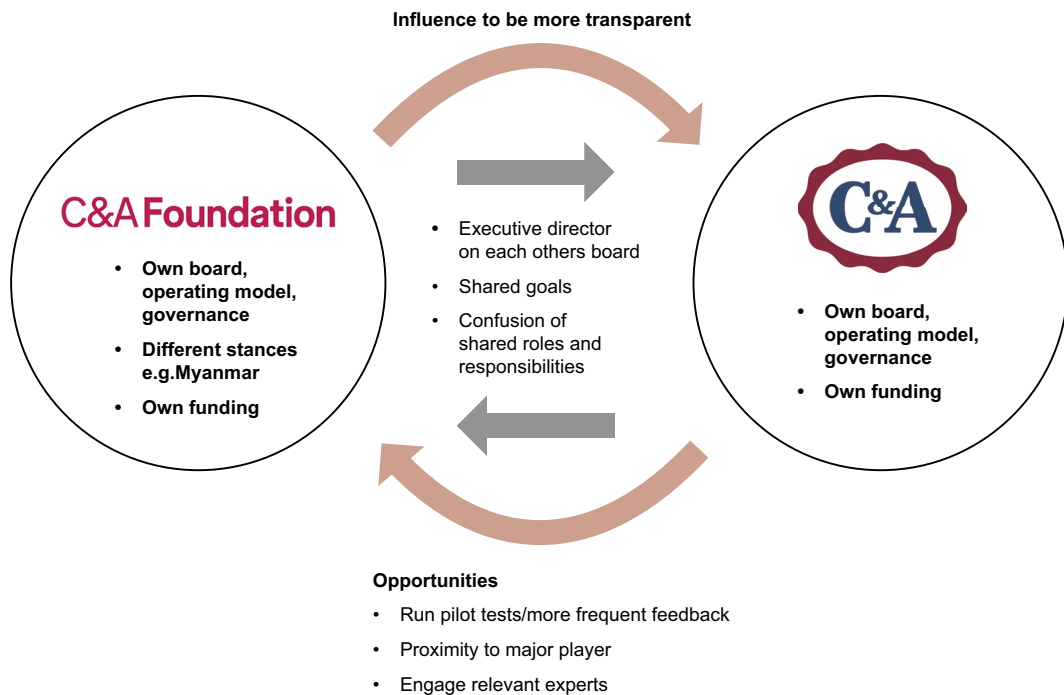 Influence to be more transparent
C&A Foundation
• Own board,
operating model,
governance
• Different stances
e.g.Myanmar
• Own funding
• Executive director
on each others board
• Shared goals
• Confusion of
shared roles and
responsibilities
C&A
• Own board,
operating model,
governance
• Own funding
Opportunities
• Run pilot tests/more frequent feedback
• Proximity to major player
• Engage relevant experts